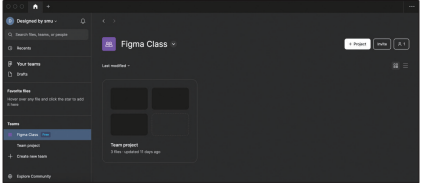 Designed by smu
Search files, teams, or people
Recents
Your teams
Drafts
Favorite files
Hover over any file and click the star to add
it here
Teams
Figma Class Free
Team project
Create new team
Explore Community
Figma Class
+ Project
Invite
Last modified
Team project
0 files · updated 11 days ago